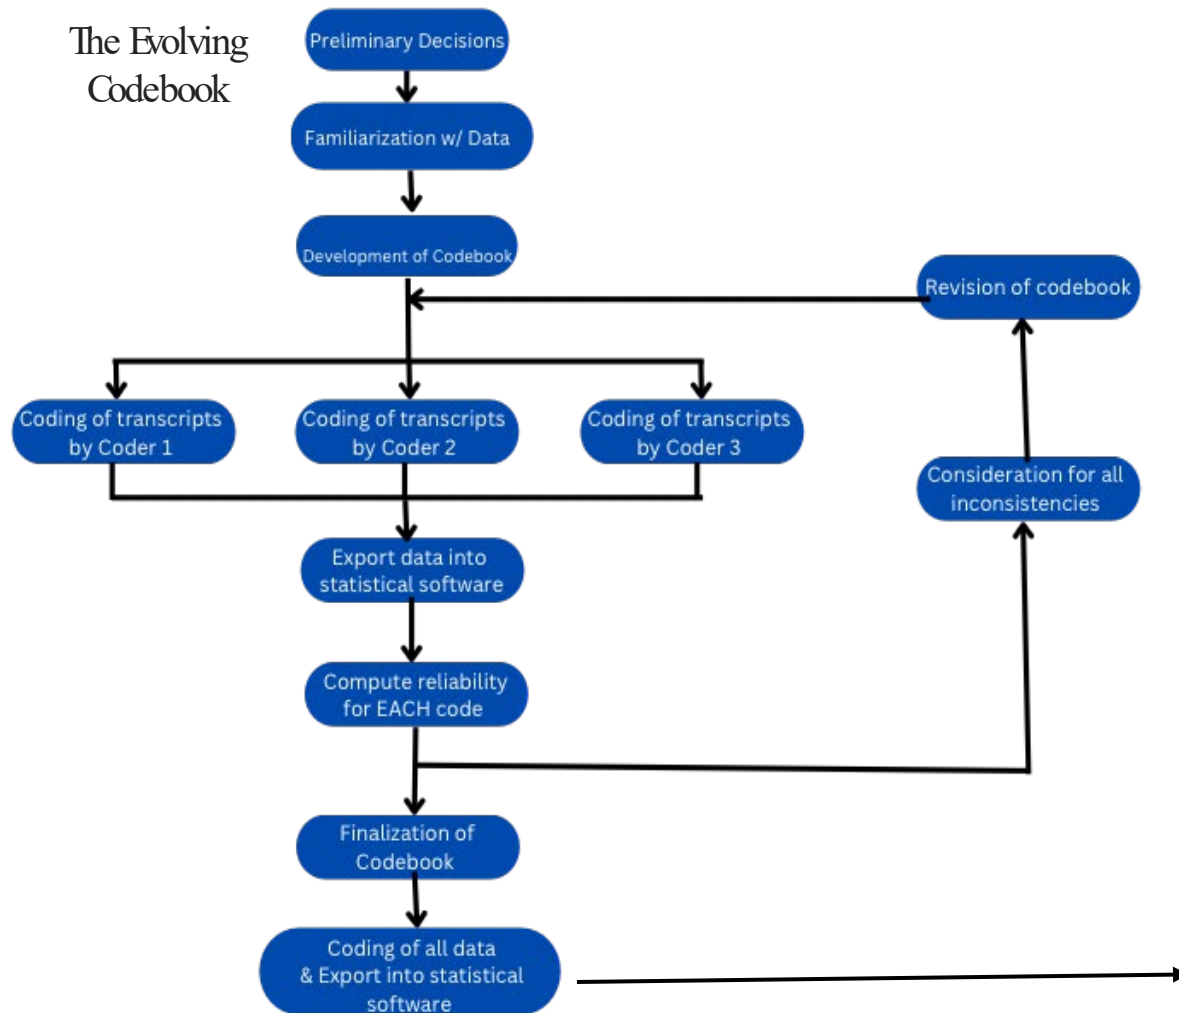 The Evolving
Codebook
Preliminary Decisions
Familiarization w/ Data
Development of Codebook
Revision of codebook
Coding of transcripts
by Coder 1
Coding of transcripts
by Coder 2
Coding of transcripts
by Coder 3
Consideration for all
inconsistencies
Export data into
statistical software
Compute reliability
for EACH code
Finalization of
Codebook
Coding of all data
& Export into statistical
software